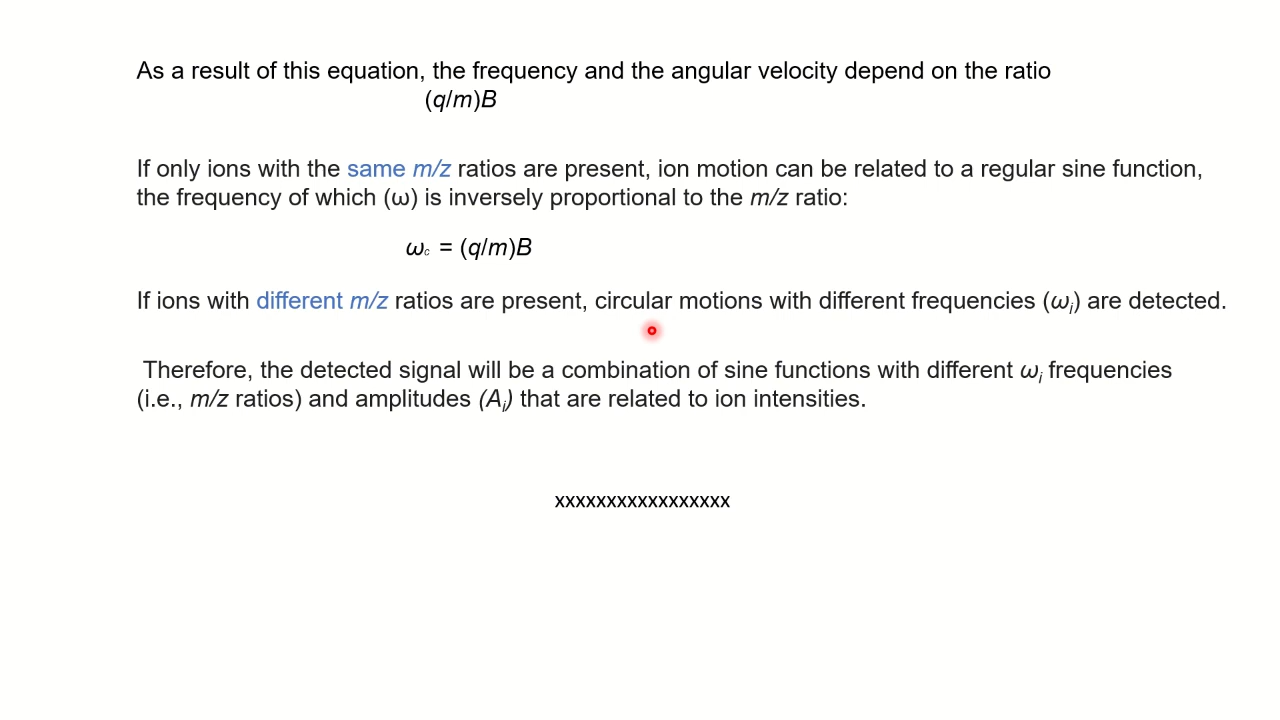 As a result of this equation, the frequency and the angular velocity depend on the ratio
(q/m)B
If only ions with the same m/z ratios are present, ion motion can be related to a regular sine function,
the frequency of which (ω) is inversely proportional to the m/z ratio:
ωc = (q/m)B
If ions with different m/z ratios are present, circular motions with different frequencies (ωi) are detected.
Therefore, the detected signal will be a combination of sine functions with different ωi frequencies
(i.e., m/z ratios) and amplitudes (Ai) that are related to ion intensities.
xxxxxxxxxxxxxxxxx